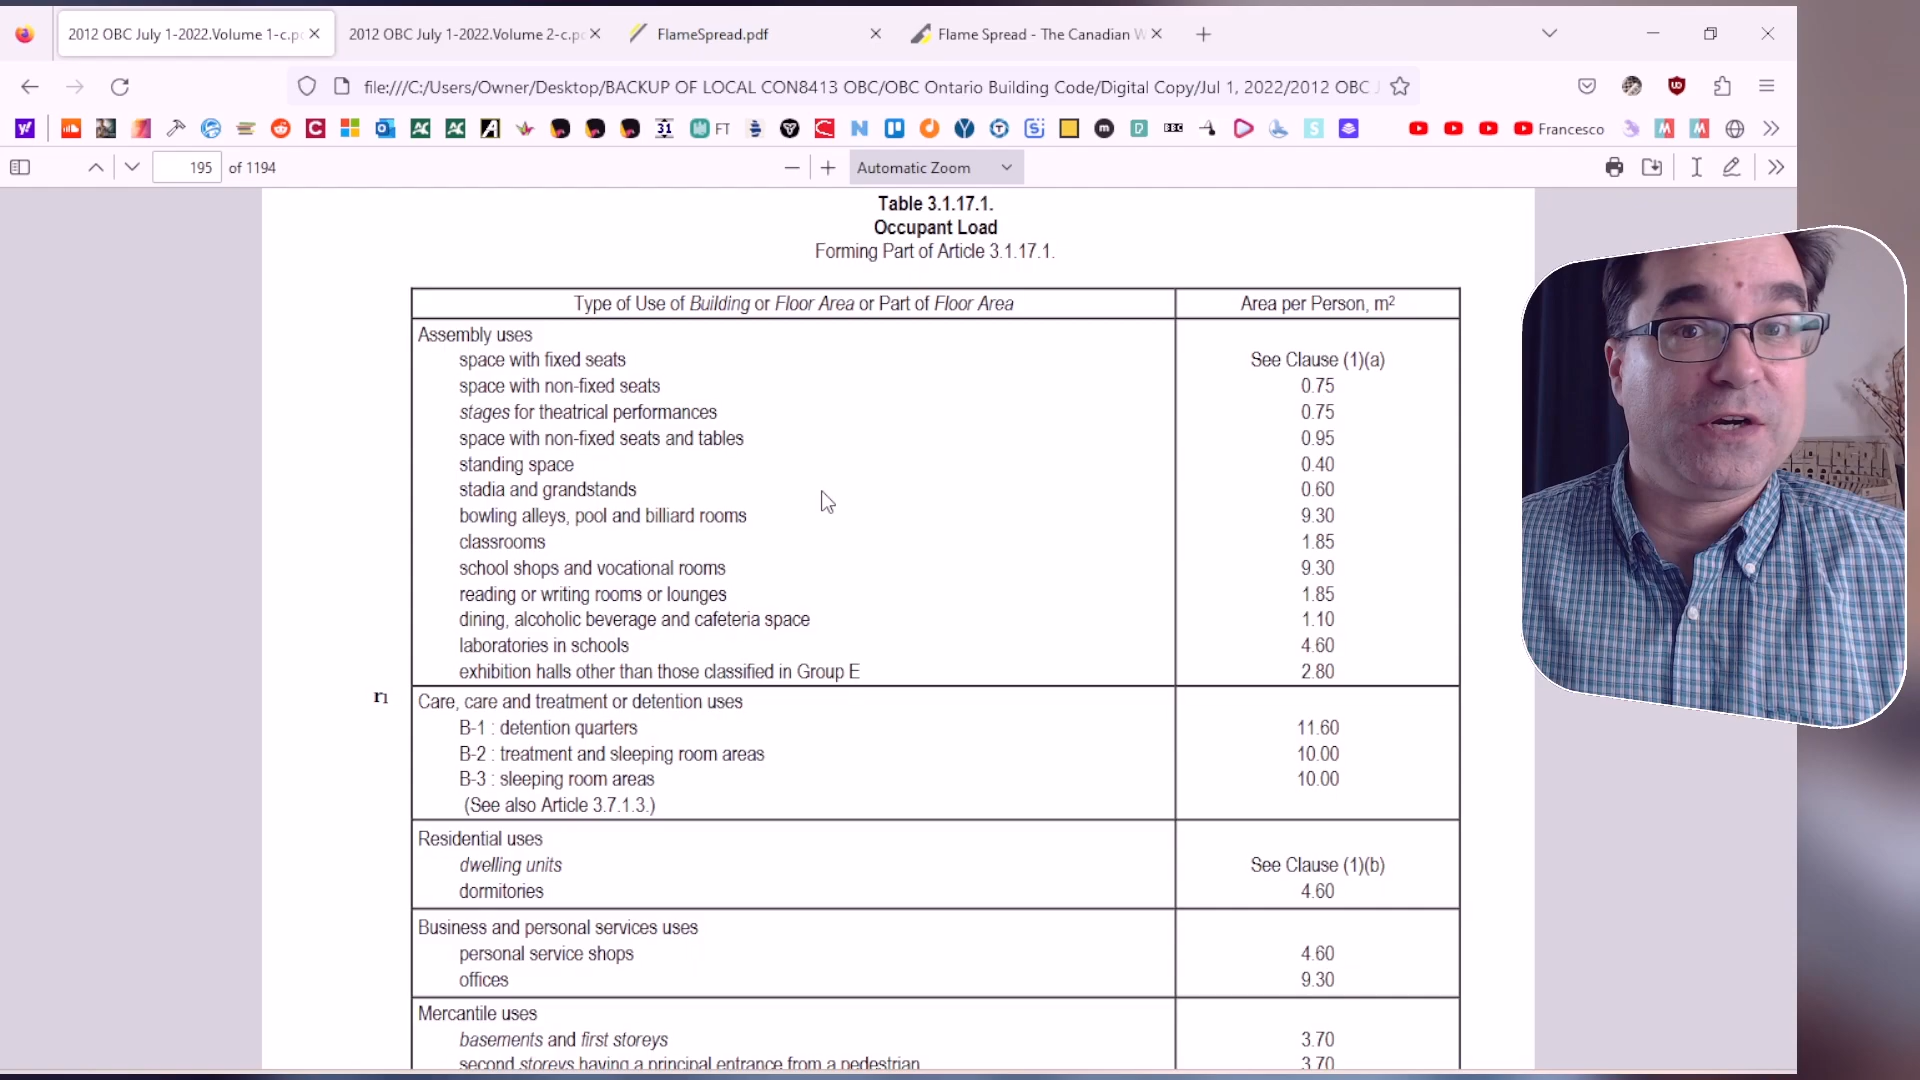 2012 OBC July 1-2022.Volume 1-c.p
2012 OBC July 1-2022.Volume 2-c.p
FlameSpread.pdf
Flame Spread - The Canadian W
file:///C:/Users/Owner/Desktop/BACKUP OF LOCAL CON8413 OBC/OBC Ontario Building Code/Digital Copy/Jul 1, 2022/2012 OBC J
31
FT
BBC
Francesco
195 of 1194
Automatic Zoom
Table 3.1.17.1.
Occupant Load
Forming Part of Article 3.1.17.1.
Type of Use of Building or Floor Area or Part of Floor Area Area per Person, m²
Assembly uses
space with fixed seats See Clause (1)(a)
space with non-fixed seats 0.75
stages for theatrical performances 0.75
space with non-fixed seats and tables 0.95
standing space 0.40
stadia and grandstands 0.60
bowling alleys, pool and billiard rooms 9.30
classrooms 1.85
school shops and vocational rooms 9.30
reading or writing rooms or lounges 1.85
dining, alcoholic beverage and cafeteria space 1.10
laboratories in schools 4.60
exhibition halls other than those classified in Group E 2.80
r1 Care, care and treatment or detention uses
B-1 : detention quarters 11.60
B-2 : treatment and sleeping room areas 10.00
B-3 : sleeping room areas 10.00
(See also Article 3.7.1.3.)
Residential uses
dwelling units See Clause (1)(b)
dormitories 4.60
Business and personal services uses
personal service shops 4.60
offices 9.30
Mercantile uses
basements and first storeys 3.70
second storeys having a principal entrance from a pedestrian 3.70